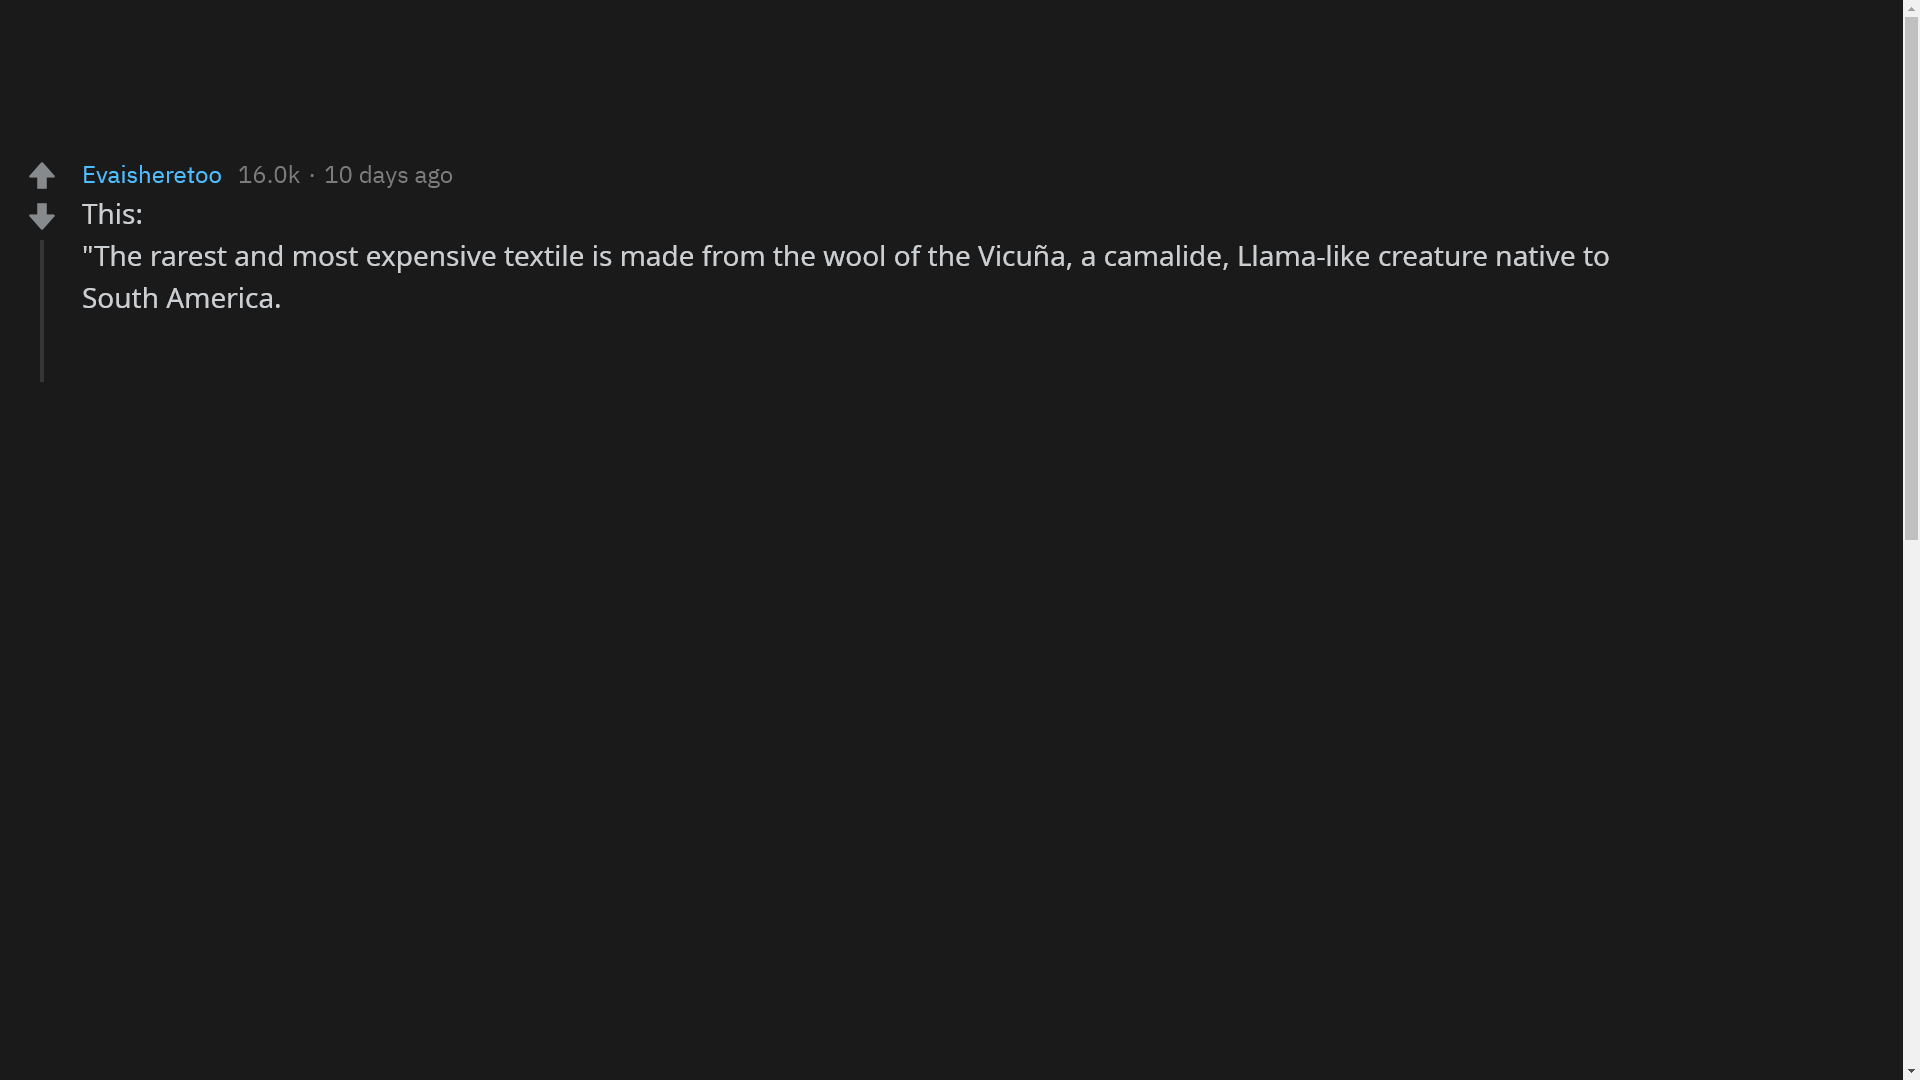 Evaisheretoo 16.0k · 10 days ago
This:
"The rarest and most expensive textile is made from the wool of the Vicuña, a camalide, Llama-like creature native to
South America.